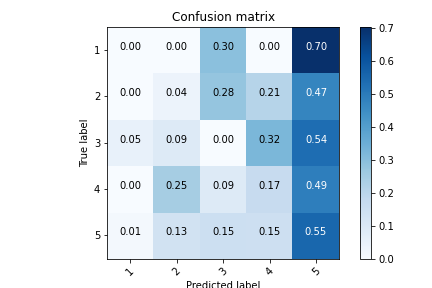 Confusion matrix
1 0.00 0.00 0.30 0.00 0.70
2 0.00 0.04 0.28 0.21 0.47
True label
3 0.05 0.09 0.00 0.32 0.54
4 0.00 0.25 0.09 0.17 0.49
5 0.01 0.13 0.15 0.15 0.55
1 2 3 4 5
Predicted label
0.7
0.6
0.5
0.4
0.3
0.2
0.1
0.0